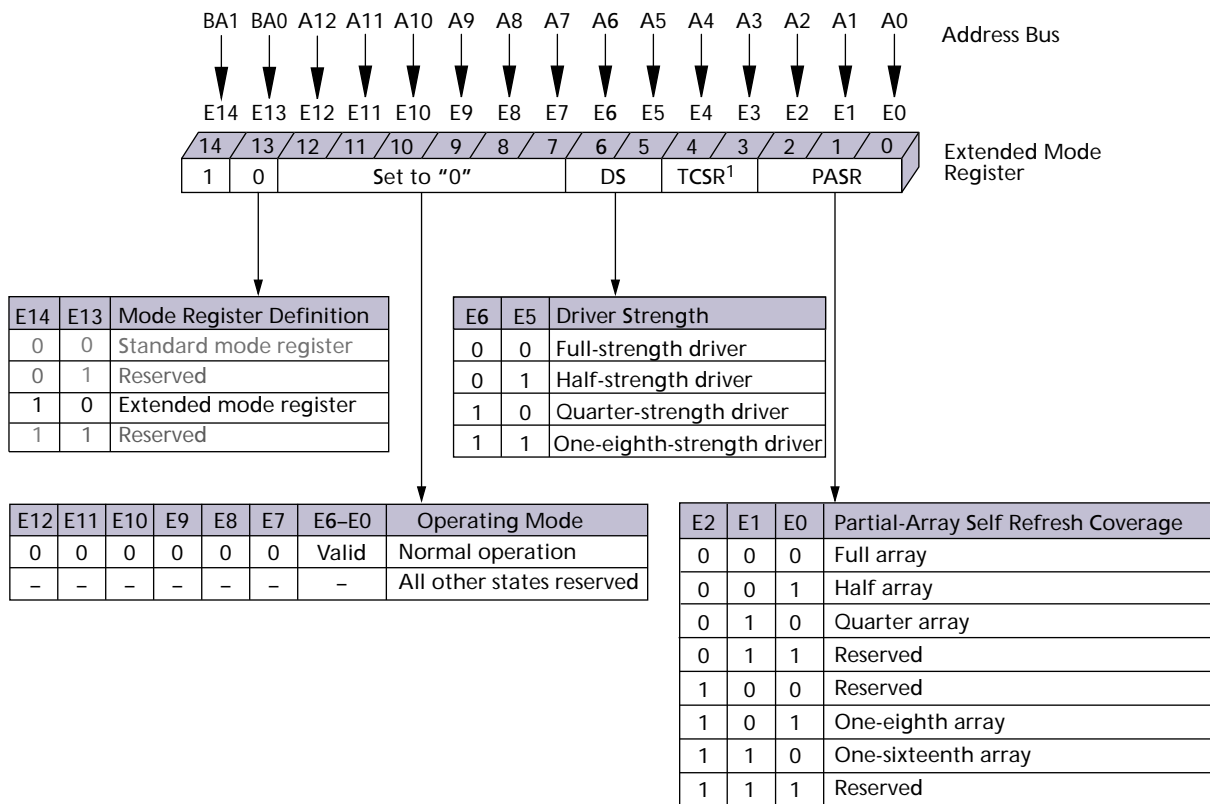 BA1 BA0 A12 A11 A10 A9 A8 A7 A6 A5 A4 A3 A2 A1 A0
Address Bus
E14 E13 E12 E11 E10 E9 E8 E7 E6 E5 E4 E3 E2 E1 E0
14 13 12 11 10 9 8 7 6 5 4 3 2 1 0
Extended Mode
Register
1 0 Set to “0” DS TCSR1 PASR
E14 E13 Mode Register Definition
0 0 Standard mode register
0 1 Reserved
1 0 Extended mode register
1 1 Reserved
E6 E5 Driver Strength
0 0 Full-strength driver
0 1 Half-strength driver
1 0 Quarter-strength driver
1 1 One-eighth-strength driver
E12 E11 E10 E9 E8 E7 E6–E0 Operating Mode
0 0 0 0 0 0 Valid Normal operation
– – – – – – – All other states reserved
E2 E1 E0 Partial-Array Self Refresh Coverage
0 0 0 Full array
0 0 1 Half array
0 1 0 Quarter array
0 1 1 Reserved
1 0 0 Reserved
1 0 1 One-eighth array
1 1 0 One-sixteenth array
1 1 1 Reserved